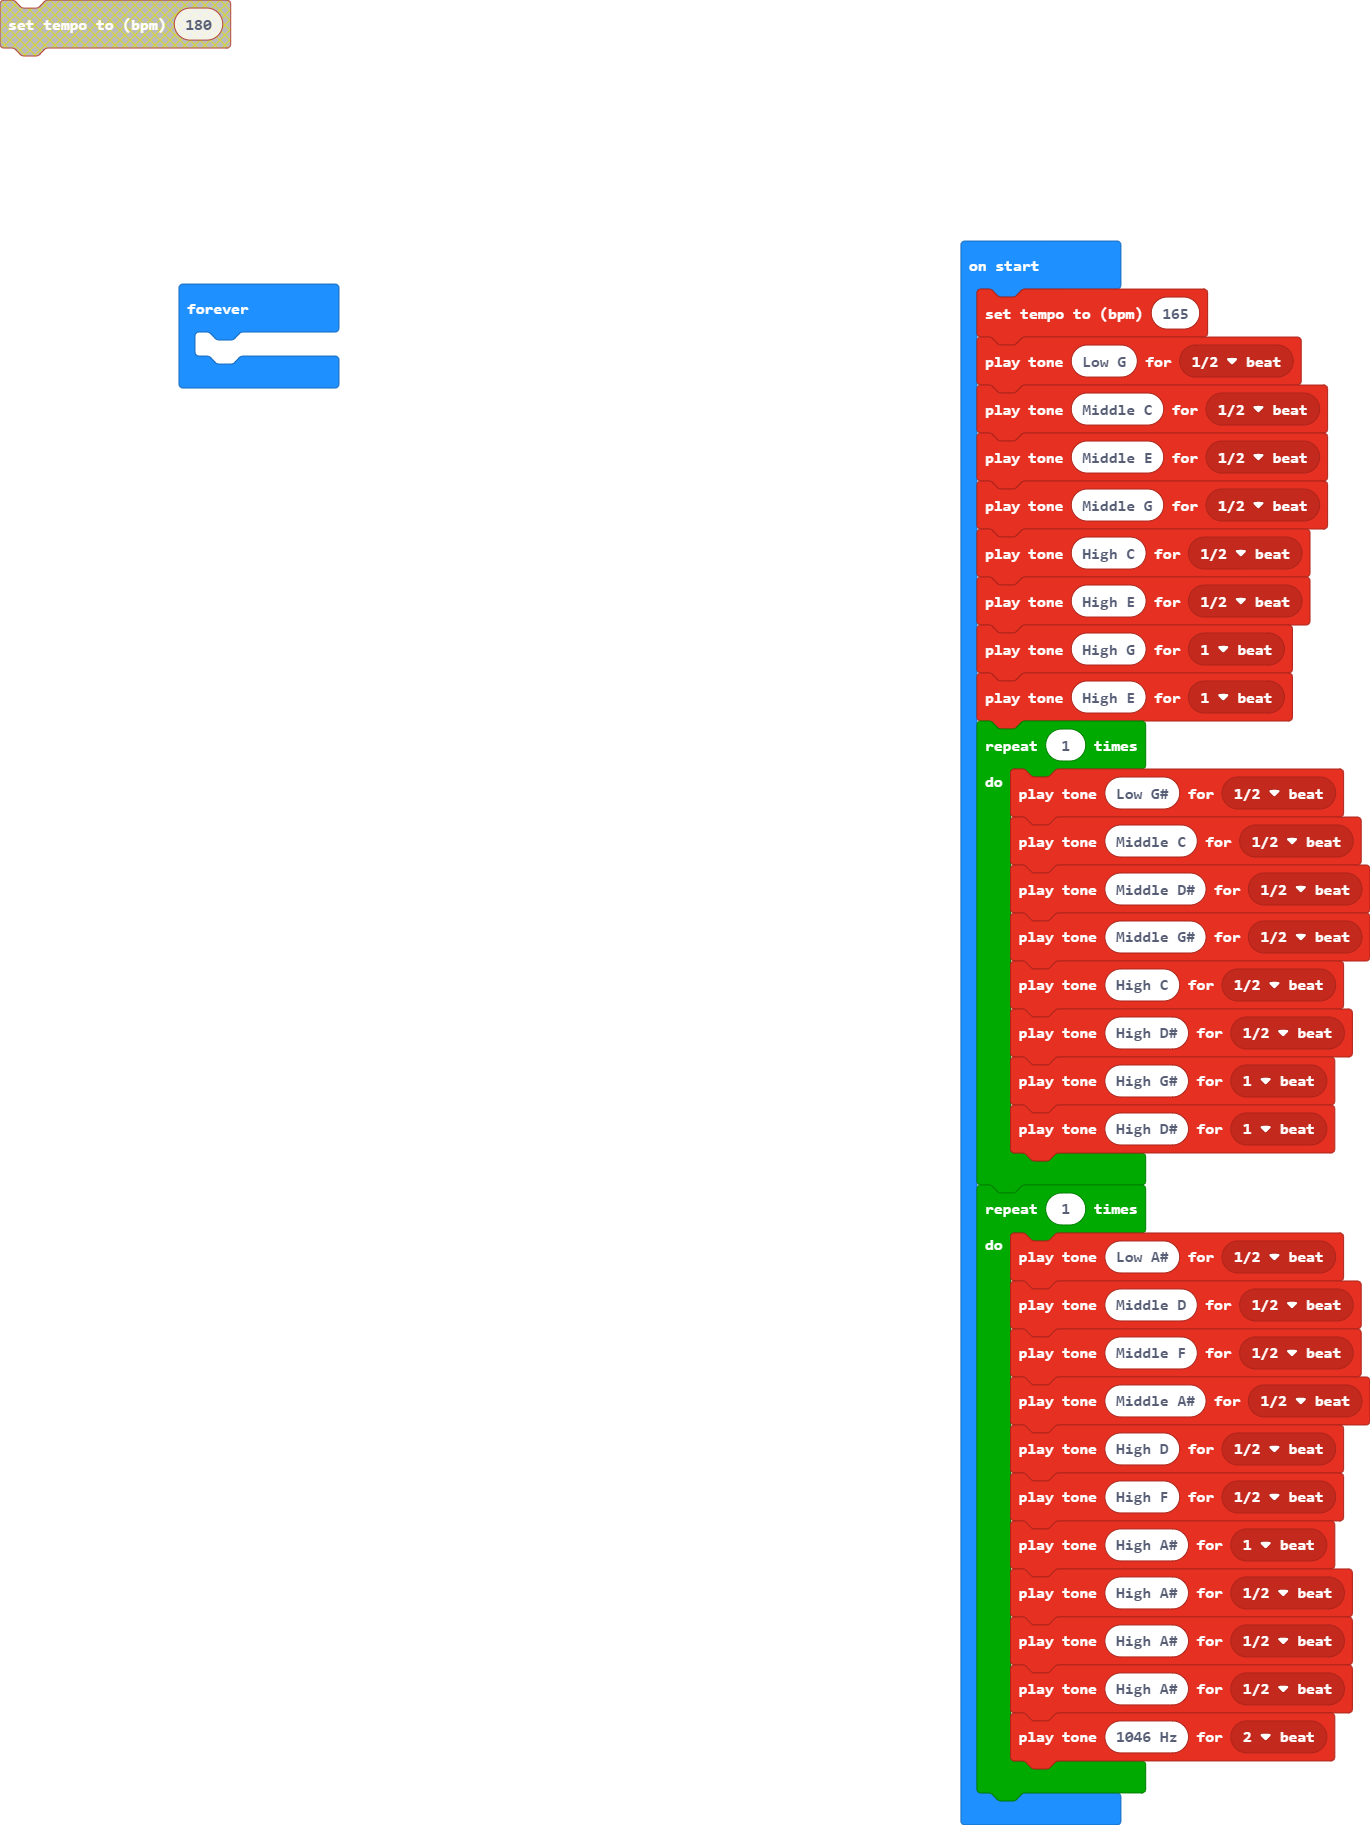 set tempo to (bpm) 180
forever
on start
set tempo to (bpm) 165
play tone Low G for 1/2 beat
play tone Middle C for 1/2 beat
play tone Middle E for 1/2 beat
play tone Middle G for 1/2 beat
play tone High C for 1/2 beat
play tone High E for 1/2 beat
play tone High G for 1 beat
play tone High E for 1 beat
repeat 1 times
do
play tone Low G# for 1/2 beat
play tone Middle C for 1/2 beat
play tone Middle D# for 1/2 beat
play tone Middle G# for 1/2 beat
play tone High C for 1/2 beat
play tone High D# for 1/2 beat
play tone High G# for 1 beat
play tone High D# for 1 beat
repeat 1 times
do
play tone Low A# for 1/2 beat
play tone Middle D for 1/2 beat
play tone Middle F for 1/2 beat
play tone Middle A# for 1/2 beat
play tone High D for 1/2 beat
play tone High F for 1/2 beat
play tone High A# for 1 beat
play tone High A# for 1/2 beat
play tone High A# for 1/2 beat
play tone High A# for 1/2 beat
play tone 1046 Hz for 2 beat